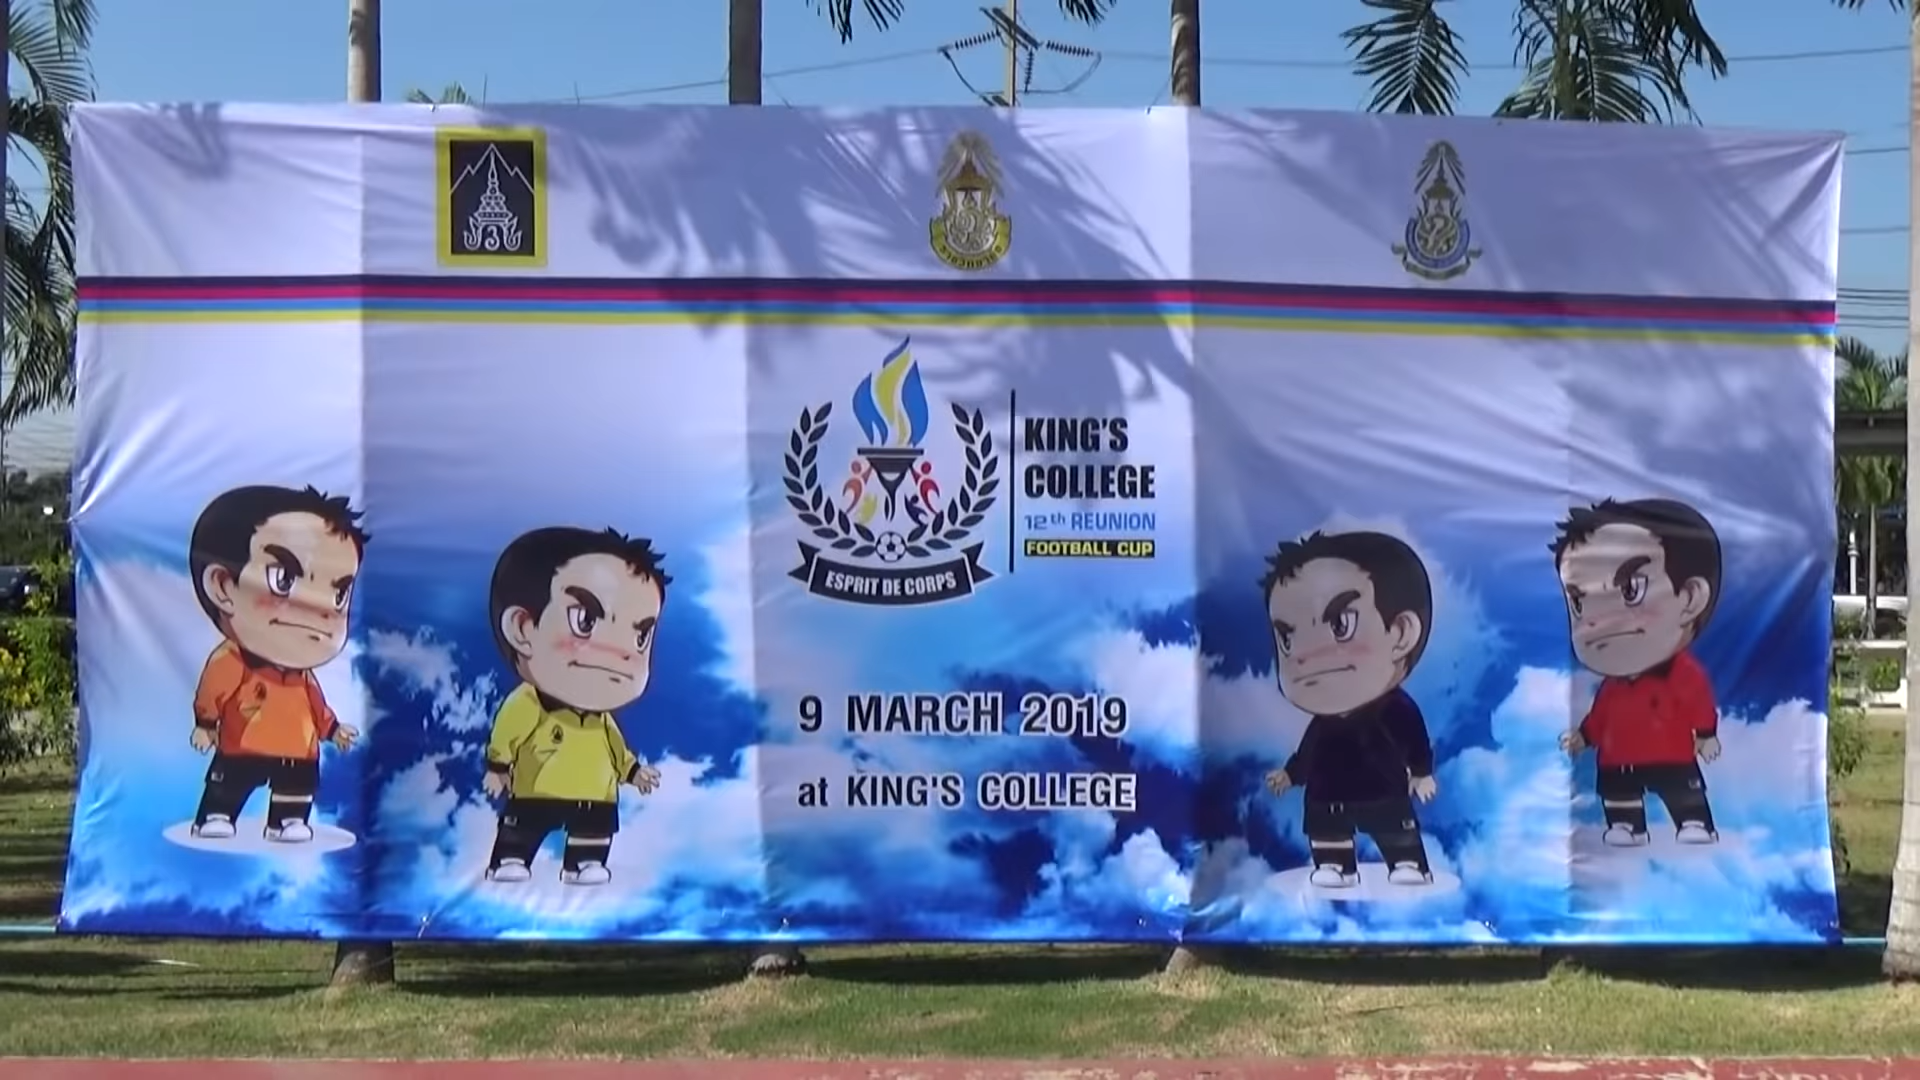 KING'S
COLLEGE
12th REUNION
FOOTBALL CUP
ESPRIT DE CORPS
9 MARCH 2019
at KING'S COLLEGE